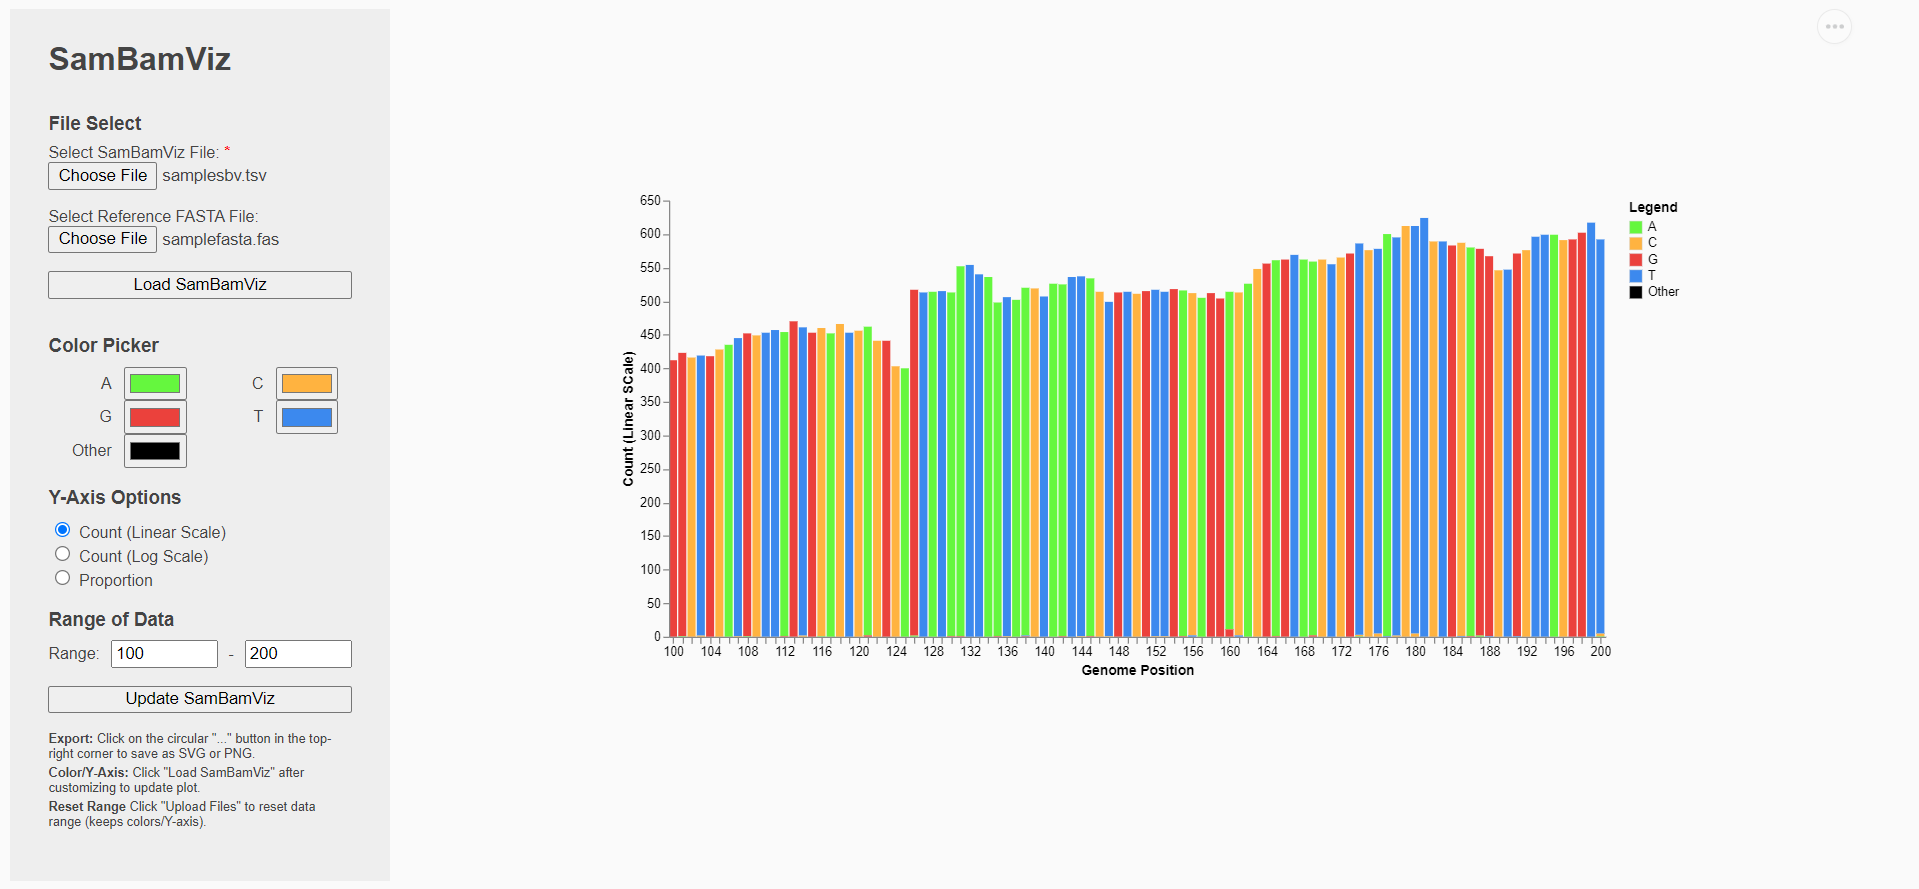 SamBamViz
File Select
Select SamBamViz File: *
Choose File samplesbv.tsv
Select Reference FASTA File:
Choose File samplefasta.fas
Load SamBamViz
Color Picker
A C
G T
Other
Y-Axis Options
Count (Linear Scale)
Count (Log Scale)
Proportion
Range of Data
Range: 100 - 200
Update SamBamViz
Export: Click on the circular "..." button in the top-
right corner to save as SVG or PNG.
Color/Y-Axis: Click "Load SamBamViz" after
customizing to update plot.
Reset Range Click "Upload Files" to reset data
range (keeps colors/Y-axis).
Count (Linear SCale)
650
600
550
500
450
400
350
300
250
200
150
100
50
0
100 104 108 112 116 120 124 128 132 136 140 144 148 152 156 160 164 168 172 176 180 184 188 192 196 200
Genome Position
Legend
A
C
G
T
Other